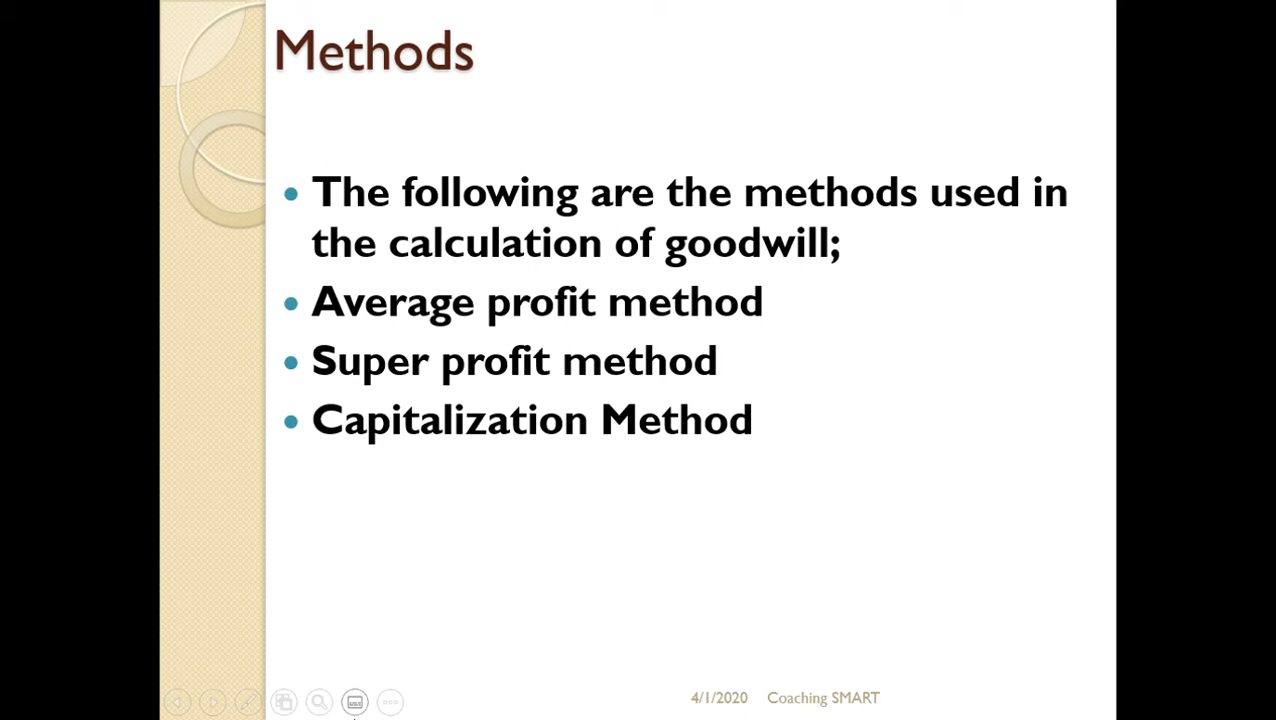 Methods
• The following are the methods used in
the calculation of goodwill;
• Average profit method
• Super profit method
• Capitalization Method
4/1/2020 Coaching SMART